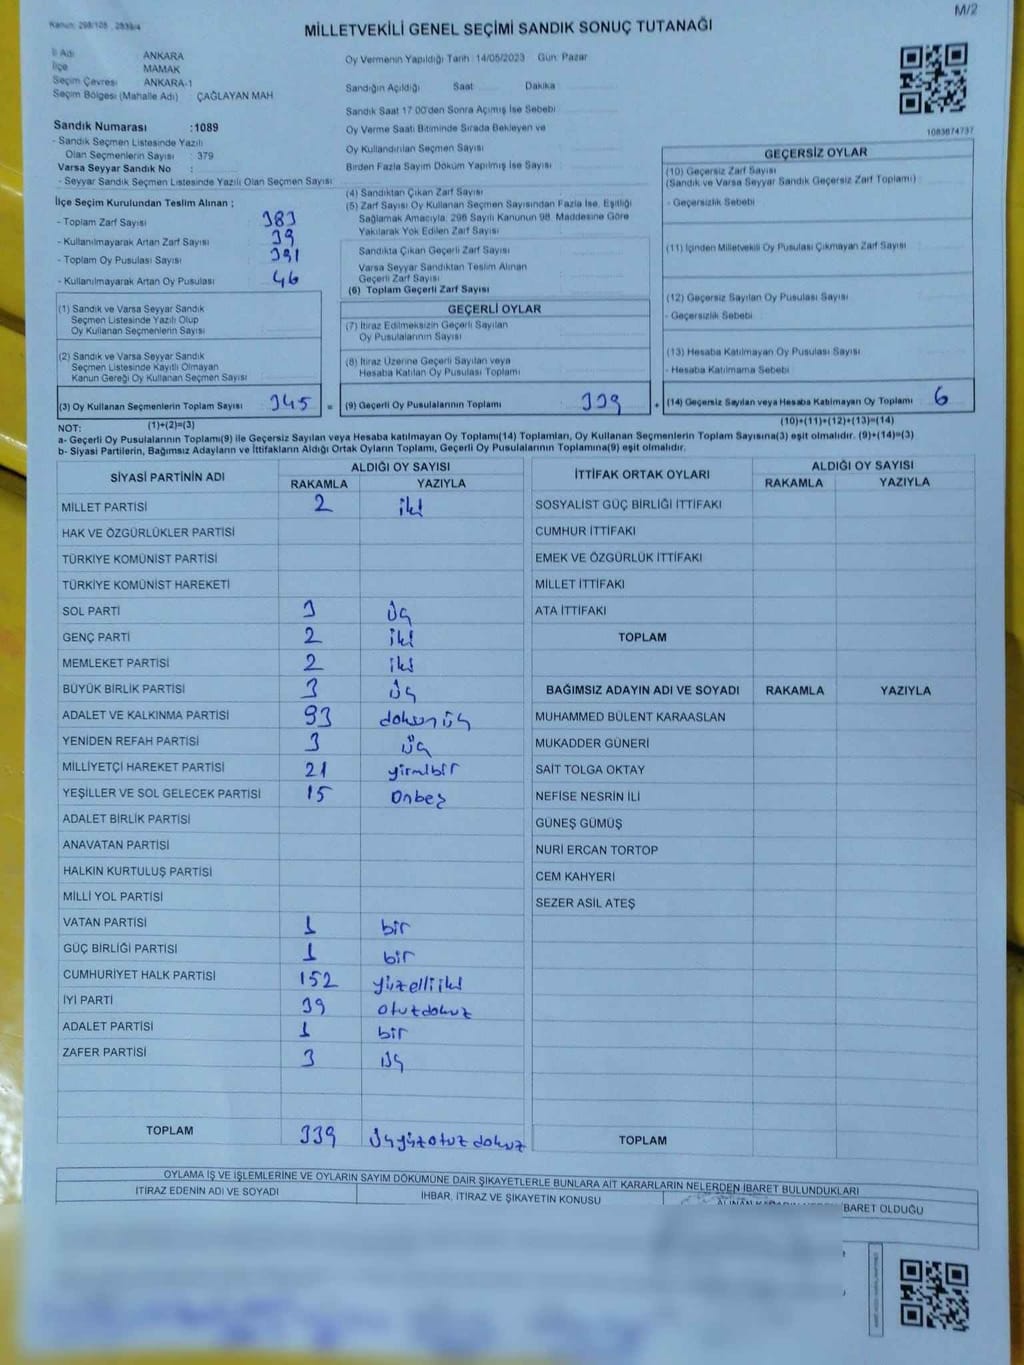 Kanun: 298/105 , 2839/4
M/2
MİLLETVEKİLİ GENEL SEÇİMİ SANDIK SONUÇ TUTANAĞI
İl Adı ANKARA
İlçe MAMAK
Seçim Çevresi ANKARA-1
Seçim Bölgesi (Mahalle Adı) : ÇAĞLAYAN MAH
Sandık Numarası :1089
- Sandık Seçmen Listesinde Yazılı
Olan Seçmenlerin Sayısı : 379
Varsa Seyyar Sandık No :
- Seyyar Sandık Seçmen Listesinde Yazılı Olan Seçmen Sayısı :
İlçe Seçim Kurulundan Teslim Alınan ;
- Toplam Zarf Sayısı 383
- Kullanılmayarak Artan Zarf Sayısı 39
- Toplam Oy Pusulası Sayısı 391
- Kullanılmayarak Artan Oy Pusulası 46
Oy Vermenin Yapıldığı Tarih : 14/05/2023 Gün: Pazar
Sandığın Açıldığı Saat Dakika
Sandık Saat 17.00'den Sonra Açılmış İse Sebebi
Oy Verme Saati Bitiminde Sırada Bekleyen ve
Oy Kullandırılan Seçmen Sayısı
Birden Fazla Sayım Döküm Yapılmış İse Sayısı
(4) Sandıktan Çıkan Zarf Sayısı
(5) Zarf Sayısı Oy Kullanan Seçmen Sayısından Fazla İse, Eşitliği
Sağlamak Amacıyla, 298 Sayılı Kanunun 98. Maddesine Göre
Yakılarak Yok Edilen Zarf Sayısı
Sandıkta Çıkan Geçerli Zarf Sayısı
Varsa Seyyar Sandıktan Teslim Alınan
Geçerli Zarf Sayısı
(6) Toplam Geçerli Zarf Sayısı
1083674737
GEÇERSİZ OYLAR
(10) Geçersiz Zarf Sayısı
(Sandık ve Varsa Seyyar Sandık Geçersiz Zarf Toplamı) :
- Geçersizlik Sebebi :
(11) İçinden Milletvekili Oy Pusulası Çıkmayan Zarf Sayısı
(12) Geçersiz Sayılan Oy Pusulası Sayısı
- Geçersizlik Sebebi :
(13) Hesaba Katılmayan Oy Pusulası Sayısı
- Hesaba Katılmama Sebebi
(1) Sandık ve Varsa Seyyar Sandık
Seçmen Listesinde Yazılı Olup
Oy Kullanan Seçmenlerin Sayısı
(2) Sandık ve Varsa Seyyar Sandık
Seçmen Listesinde Kayıtlı Olmayan
Kanun Gereği Oy Kullanan Seçmen Sayısı
GEÇERLİ OYLAR
(7) İtiraz Edilmeksizin Geçerli Sayılan
Oy Pusulalarının Sayısı
(8) İtiraz Üzerine Geçerli Sayılan veya
Hesaba Katılan Oy Pusulası Toplamı
(3) Oy Kullanan Seçmenlerin Toplam Sayısı 345 = (9) Geçerli Oy Pusulalarının Toplamı 339 + (14) Geçersiz Sayılan veya Hesaba Katılmayan Oy Toplamı 6
NOT: (1)+(2)=(3) (10)+(11)+(12)+(13)=(14)
a- Geçerli Oy Pusulalarının Toplamı(9) ile Geçersiz Sayılan veya Hesaba katılmayan Oy Toplamı(14) Toplamları, Oy Kullanan Seçmenlerin Toplam Sayısına(3) eşit olmalıdır. (9)+(14)=(3)
b- Siyasi Partilerin, Bağımsız Adayların ve İttifakların Aldığı Ortak Oyların Toplamı, Geçerli Oy Pusulalarının Toplamına(9) eşit olmalıdır.
SİYASİ PARTİNİN ADI ALDIĞI OY SAYISI
RAKAMLA YAZIYLA
MİLLET PARTİSİ 2 iki
HAK VE ÖZGÜRLÜKLER PARTİSİ
TÜRKİYE KOMÜNİST PARTİSİ
TÜRKİYE KOMÜNİST HAREKETİ
SOL PARTİ 3 üç
GENÇ PARTİ 2 iki
MEMLEKET PARTİSİ 2 iki
BÜYÜK BİRLİK PARTİSİ 3 üç
ADALET VE KALKINMA PARTİSİ 93 doksanüç
YENİDEN REFAH PARTİSİ 3 üç
MİLLİYETÇİ HAREKET PARTİSİ 21 yirmibir
YEŞİLLER VE SOL GELECEK PARTİSİ 15 Onbeş
ADALET BİRLİK PARTİSİ
ANAVATAN PARTİSİ
HALKIN KURTULUŞ PARTİSİ
MİLLİ YOL PARTİSİ
VATAN PARTİSİ 1 bir
GÜÇ BİRLİĞİ PARTİSİ 1 bir
CUMHURİYET HALK PARTİSİ 152 yüzelliiki
İYİ PARTİ 39 otuzdokuz
ADALET PARTİSİ 1 bir
ZAFER PARTİSİ 3 üç
TOPLAM 339 üçyüzotuzdokuz
İTTİFAK ORTAK OYLARI ALDIĞI OY SAYISI
RAKAMLA YAZIYLA
SOSYALİST GÜÇ BİRLİĞİ İTTİFAKI
CUMHUR İTTİFAKI
EMEK VE ÖZGÜRLÜK İTTİFAKI
MİLLET İTTİFAKI
ATA İTTİFAKI
TOPLAM
BAĞIMSIZ ADAYIN ADI VE SOYADI RAKAMLA YAZIYLA
MUHAMMED BÜLENT KARAASLAN
MUKADDER GÜNERİ
SAİT TOLGA OKTAY
NEFİSE NESRİN İLİ
GÜNEŞ GÜMÜŞ
NURİ ERCAN TORTOP
CEM KAHYERİ
SEZER ASİL ATEŞ
TOPLAM
OYLAMA İŞ VE İŞLEMLERİNE VE OYLARIN SAYIM DÖKÜMÜNE DAİR ŞİKAYETLERLE BUNLARA AİT KARARLARIN NELERDEN İBARET BULUNDUKLARI
İTİRAZ EDENİN ADI VE SOYADI İHBAR, İTİRAZ VE ŞİKAYETİN KONUSU İBARET OLDUĞU